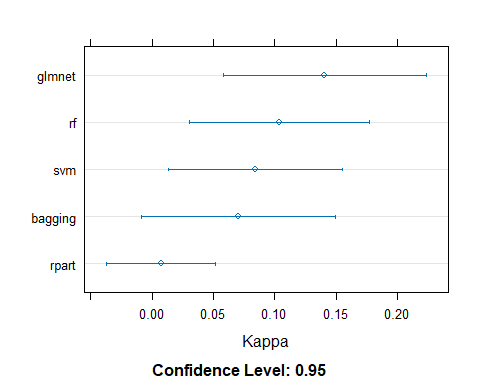 glmnet
rf
svm
bagging
rpart
0.00 0.05 0.10 0.15 0.20
Kappa
Confidence Level: 0.95